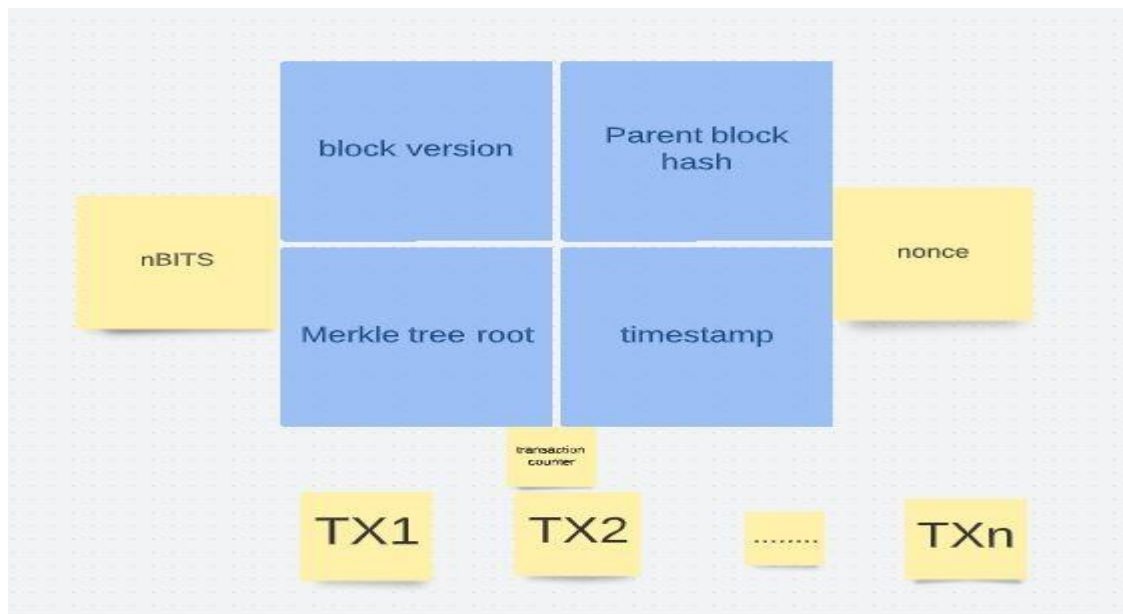 block version
Parent block
hash
nBITS
nonce
Merkle tree root
timestamp
transaction
counter
TX1
TX2
........
TXn